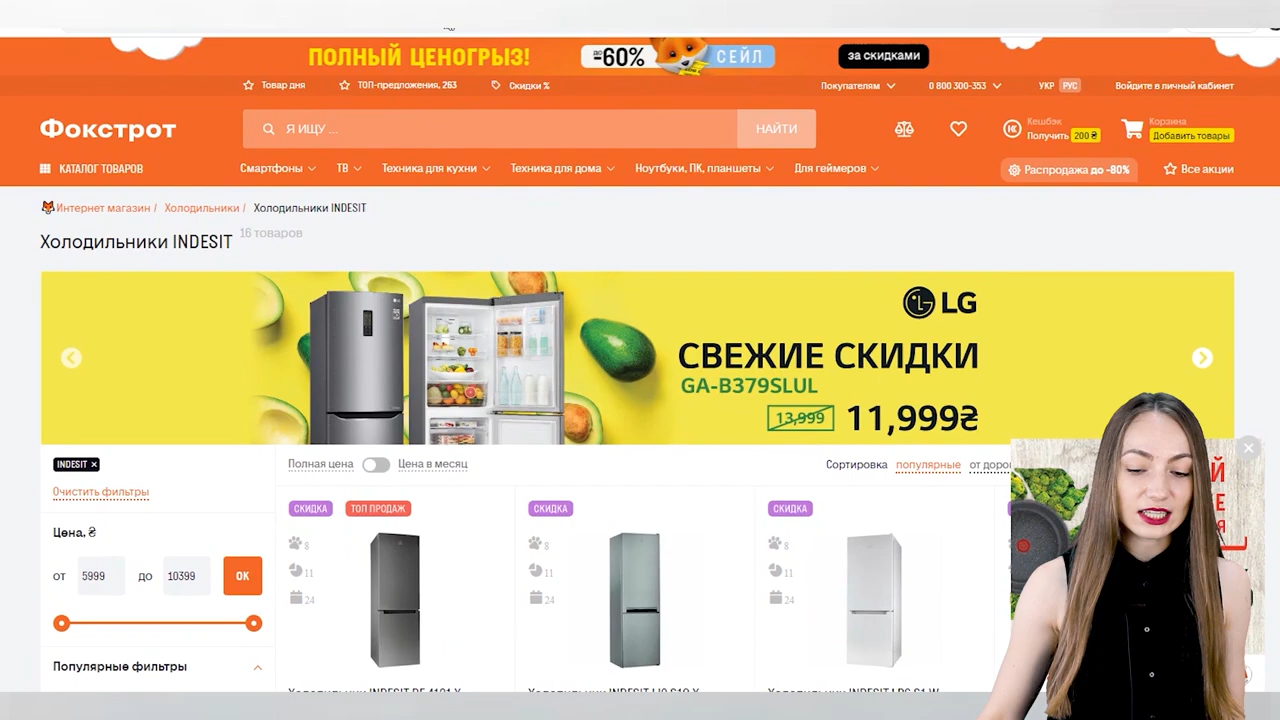 ПОЛНЫЙ ЦЕНОГРЫЗ!
до -60%
СЕЙЛ
ЗА СКИДКАМИ
Товар дня
ТОП-предложения, 263
Скидки %
Покупателям
0 800 300-353
УКР
РУС
Войдите в личный кабинет
Фокстрот
Я ИЩУ ...
НАЙТИ
Кешбэк
Получить 200 ₴
Корзина
Добавить товары
КАТАЛОГ ТОВАРОВ
Смартфоны
ТВ
Техника для кухни
Техника для дома
Ноутбуки, ПК, планшеты
Для геймеров
Распродажа до -80%
Все акции
Интернет магазин / Холодильники / Холодильники INDESIT
Холодильники INDESIT 16 товаров
LG
СВЕЖИЕ СКИДКИ
GA-B379SLUL
13,999 11,999₴
INDESIT ×
Очистить фильтры
Полная цена
Цена в месяц
Сортировка популярные
Цена, ₴
от 5999 до 10399 ОК
Популярные фильтры
СКИДКА
ТОП ПРОДАЖ
8
11
24
СКИДКА
8
11
24
СКИДКА
8
11
24